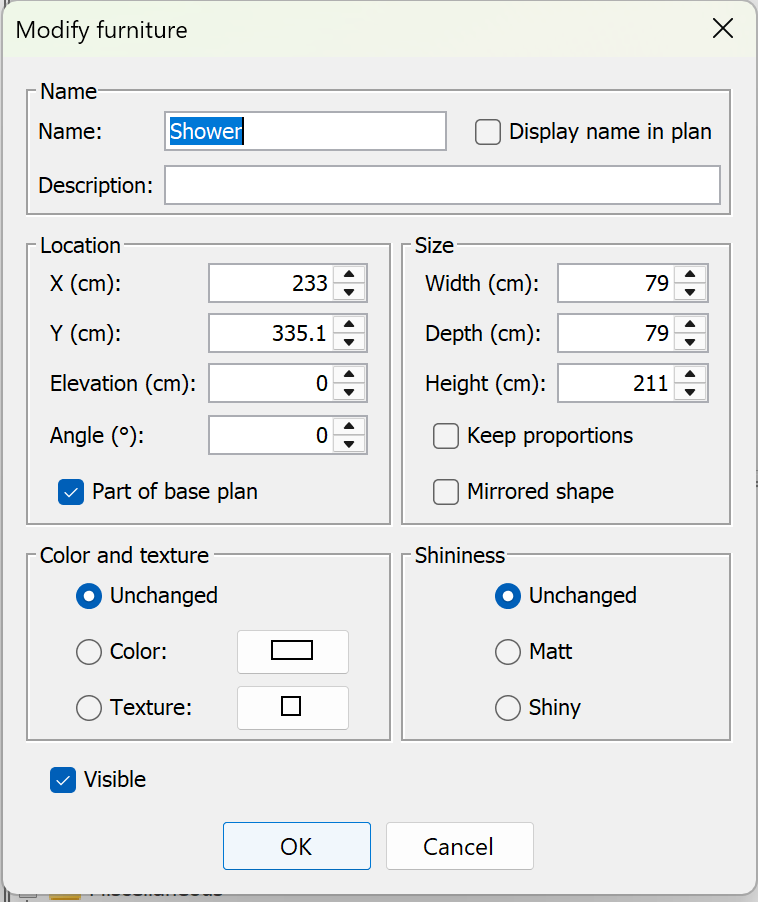 Modify furniture
Name
Name: Shower Display name in plan
Description:
Location
X (cm): 233
Y (cm): 335.1
Elevation (cm): 0
Angle (°): 0
Part of base plan
Size
Width (cm): 79
Depth (cm): 79
Height (cm): 211
Keep proportions
Mirrored shape
Color and texture
Unchanged
Color:
Texture:
Shininess
Unchanged
Matt
Shiny
Visible
OK Cancel